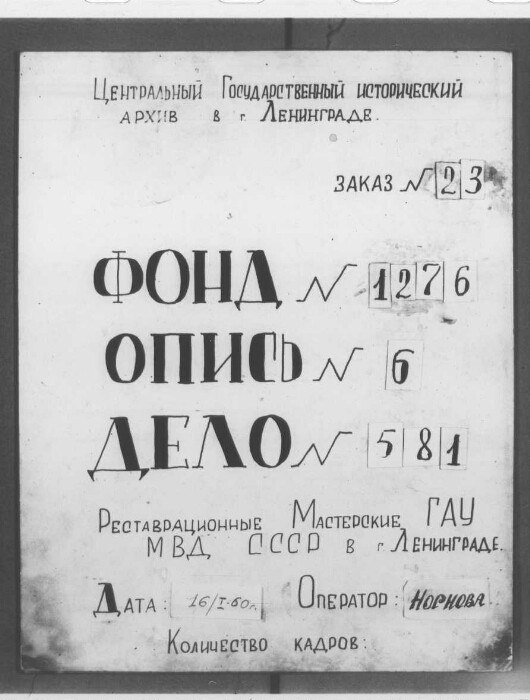 Центральный Государственный исторический
архив в г. Ленинграде.
заказ № 23
ФОНД № 1276
ОПИСЬ № 6
ДЕЛО № 581
Реставрационные Мастерские ГАУ
МВД СССР в г. Ленинграде.
Дата: 16/I-60г. Оператор: Норнова
Количество кадров: